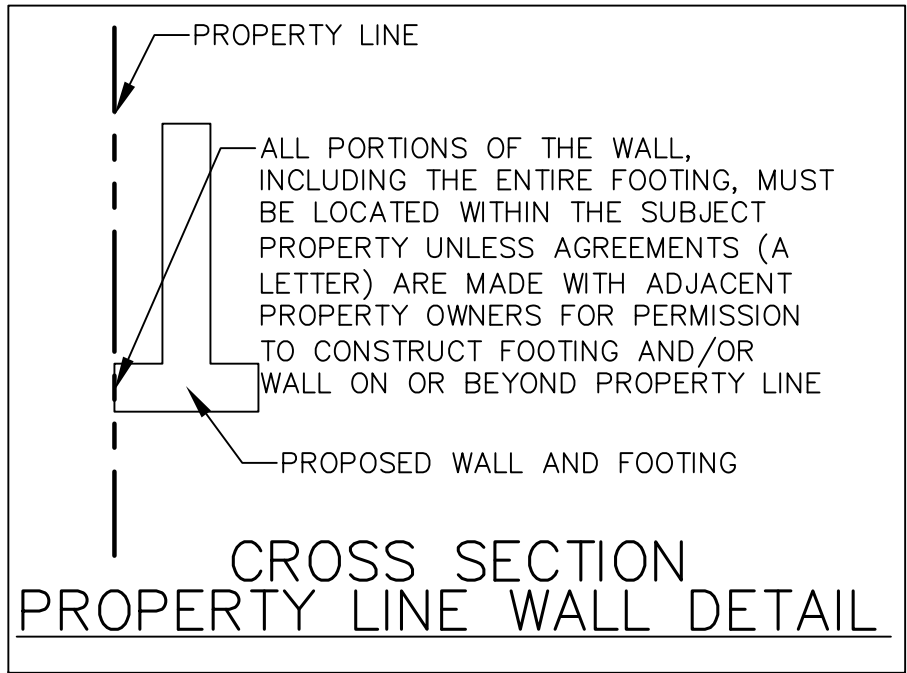 PROPERTY LINE
ALL PORTIONS OF THE WALL,
INCLUDING THE ENTIRE FOOTING, MUST
BE LOCATED WITHIN THE SUBJECT
PROPERTY UNLESS AGREEMENTS (A
LETTER) ARE MADE WITH ADJACENT
PROPERTY OWNERS FOR PERMISSION
TO CONSTRUCT FOOTING AND/OR
WALL ON OR BEYOND PROPERTY LINE
PROPOSED WALL AND FOOTING
CROSS SECTION
PROPERTY LINE WALL DETAIL